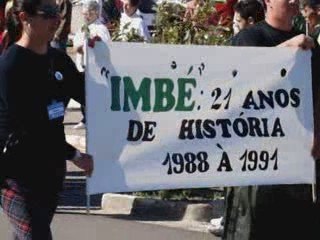 "IMBÉ: 21 ANOS
DE HISTÓRIA
1988 À 1991